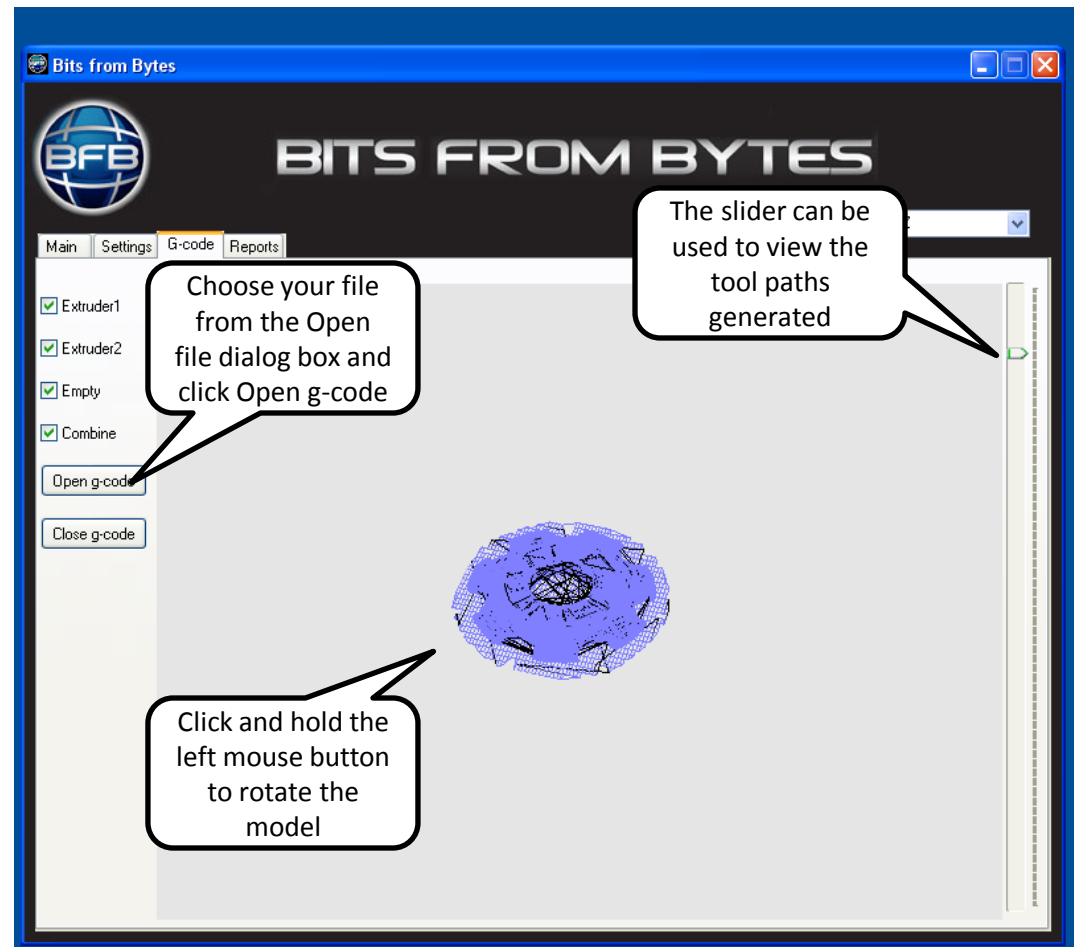 Bits from Bytes
BFB
BITS FROM BYTES
Main Settings G-code Reports
The slider can be
used to view the
tool paths
generated
Extruder1
Extruder2
Empty
Combine
Open g-code
Close g-code
Choose your file
from the Open
file dialog box and
click Open g-code
Click and hold the
left mouse button
to rotate the
model